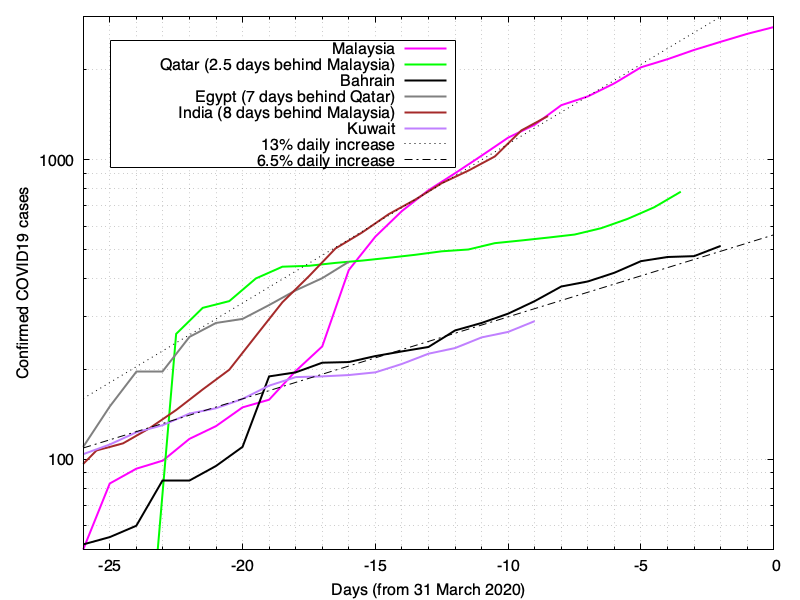 Malaysia
Qatar (2.5 days behind Malaysia)
Bahrain
Egypt (7 days behind Qatar)
India (8 days behind Malaysia)
Kuwait
13% daily increase
6.5% daily increase
1000
100
Confirmed COVID19 cases
-25 -20 -15 -10 -5 0
Days (from 31 March 2020)